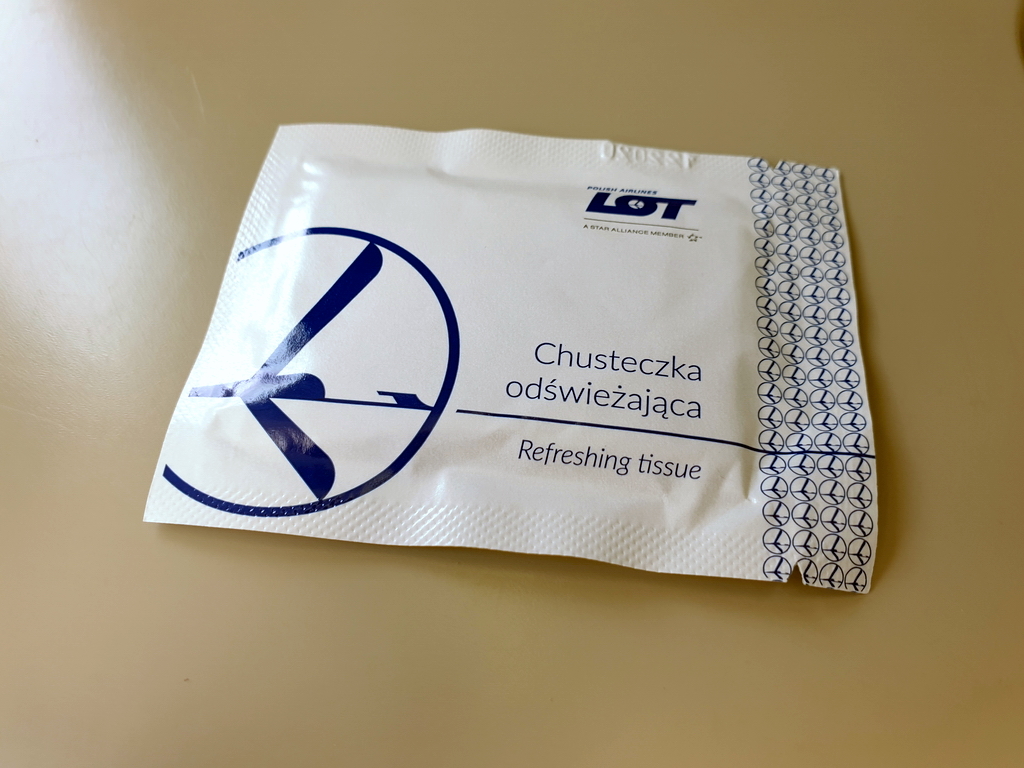 POLISH AIRLINES
LOT
A STAR ALLIANCE MEMBER
Chusteczka
odświeżająca
Refreshing tissue